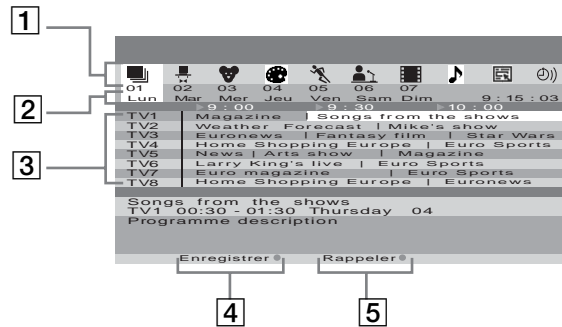 1
01 02 03 04 05 06 07
2
Lun Mar Mer Jeu Ven Sam Dim 9 : 15 : 03
9 : 00 9 : 30 10 : 00
TV1 Magazine | Songs from the shows
TV2 Weather Forecast | Mike's show
TV3 Euronews | Fantasy film | Star Wars
3
TV4 Home Shopping Europe | Euro Sports
TV5 News | Arts show | Magazine
TV6 Larry King's live | Euro Sports
TV7 Euro magazine | Euro Sports
TV8 Home Shopping Europe | Euronews
Songs from the shows
TV1 00:30 - 01:30 Thursday 04
Programme description
Enregistrer Rappeler
4 5